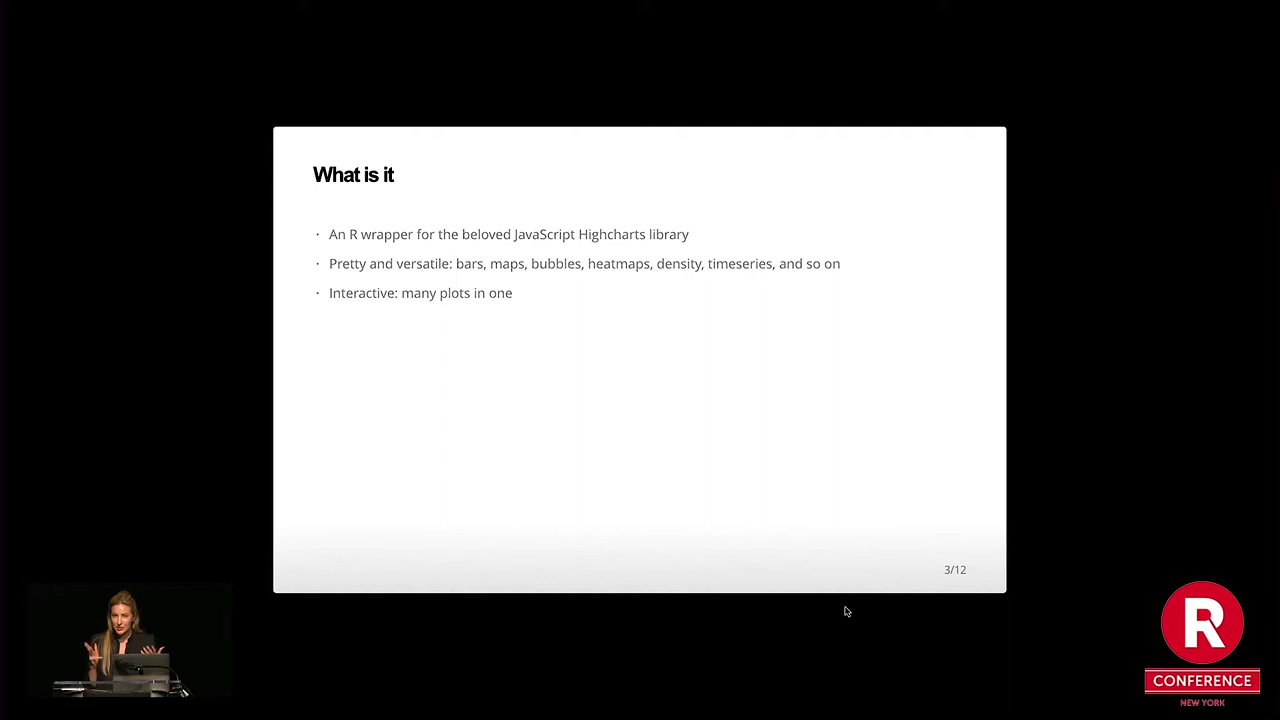 What is it
· An R wrapper for the beloved JavaScript Highcharts library
· Pretty and versatile: bars, maps, bubbles, heatmaps, density, timeseries, and so on
· Interactive: many plots in one
3/12
R
CONFERENCE
NEW YORK